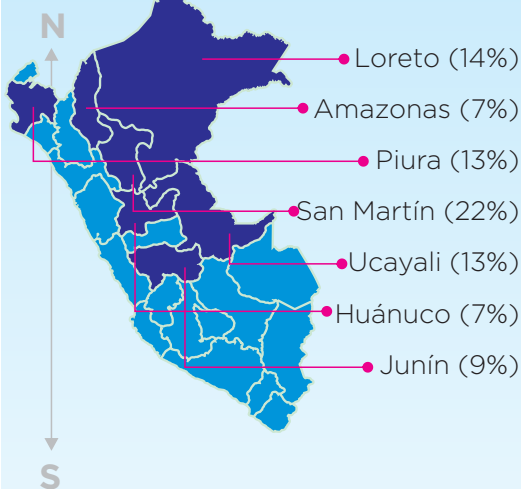 N
Loreto (14%)
Amazonas (7%)
Piura (13%)
San Martín (22%)
Ucayali (13%)
Huánuco (7%)
Junín (9%)
S